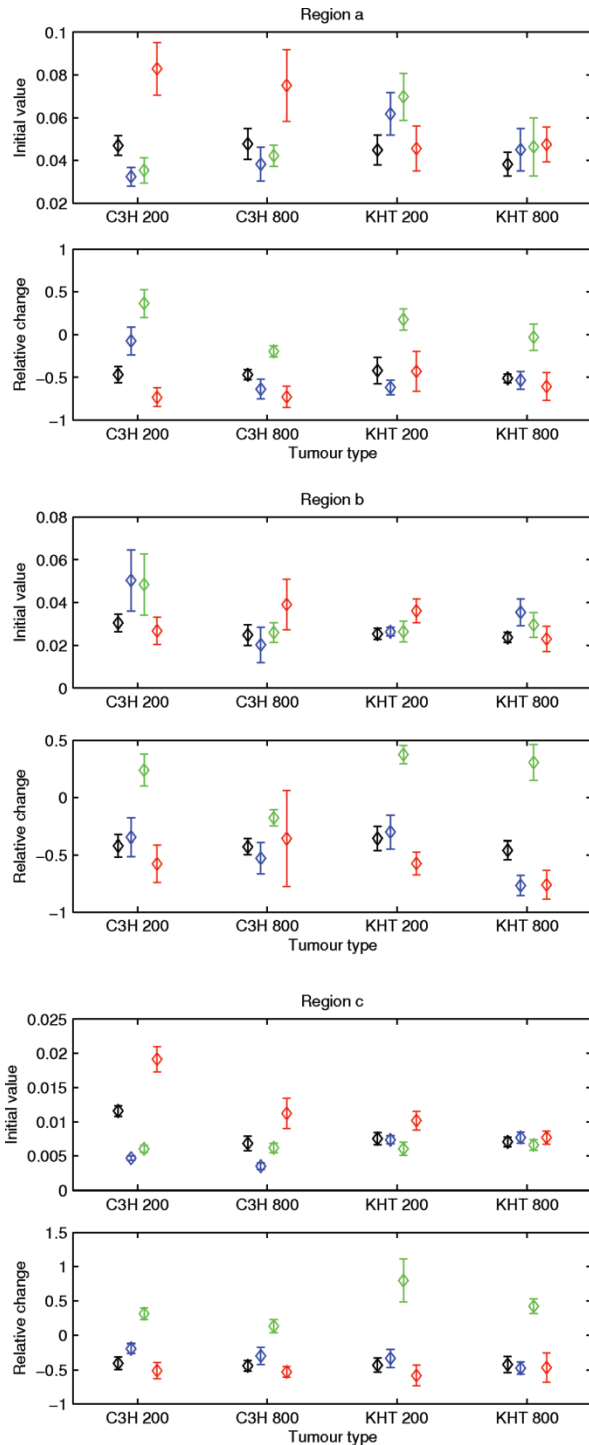 Region a
0.1
0.08
0.06
0.04
0.02
Initial value
C3H 200 C3H 800 KHT 200 KHT 800
1
0.5
0
−0.5
−1
Relative change
C3H 200 C3H 800 KHT 200 KHT 800
Tumour type
Region b
0.08
0.06
0.04
0.02
0
Initial value
C3H 200 C3H 800 KHT 200 KHT 800
0.5
0
−0.5
−1
Relative change
C3H 200 C3H 800 KHT 200 KHT 800
Tumour type
Region c
0.025
0.02
0.015
0.01
0.005
0
Initial value
C3H 200 C3H 800 KHT 200 KHT 800
1.5
1
0.5
0
−0.5
−1
Relative change
C3H 200 C3H 800 KHT 200 KHT 800
Tumour type